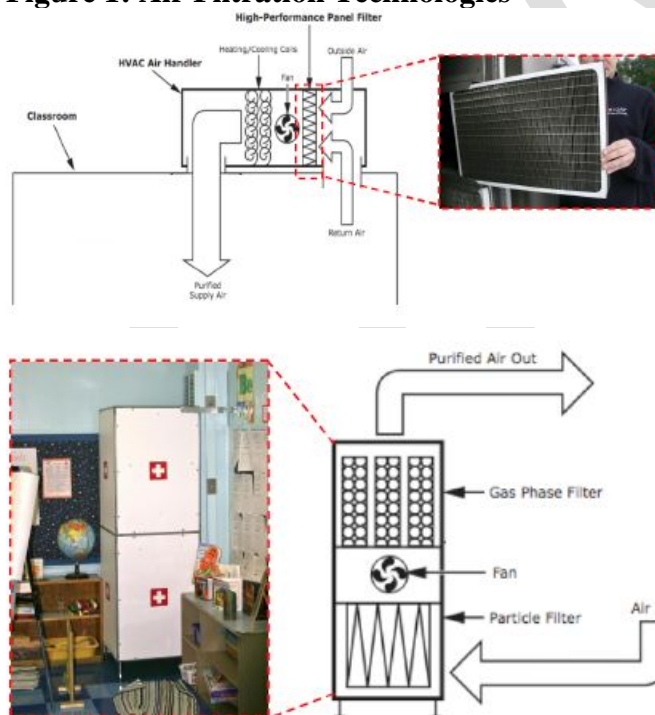 Figure 1: Air Filtration Technologies
High-Performance Panel Filter
Heating/Cooling Coils
Outside Air
HVAC Air Handler
Fan
Classroom
Return Air
Purified
Supply Air
Purified Air Out
Gas Phase Filter
Fan
Particle Filter
Air